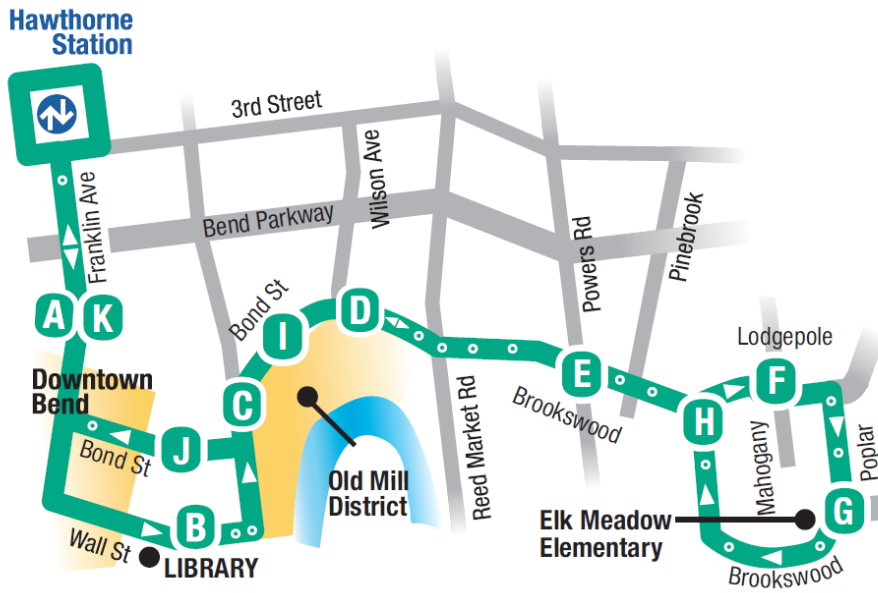 Hawthorne
Station
3rd Street
Franklin Ave
Bend Parkway
Wilson Ave
Powers Rd
Pinebrook
A
K
Bond St
I
D
Lodgepole
Downtown
Bend
C
E
F
Brookswood
H
Bond St
J
Old Mill
District
Reed Market Rd
Mahogany
Poplar
B
G
Wall St
LIBRARY
Elk Meadow
Elementary
Brookswood